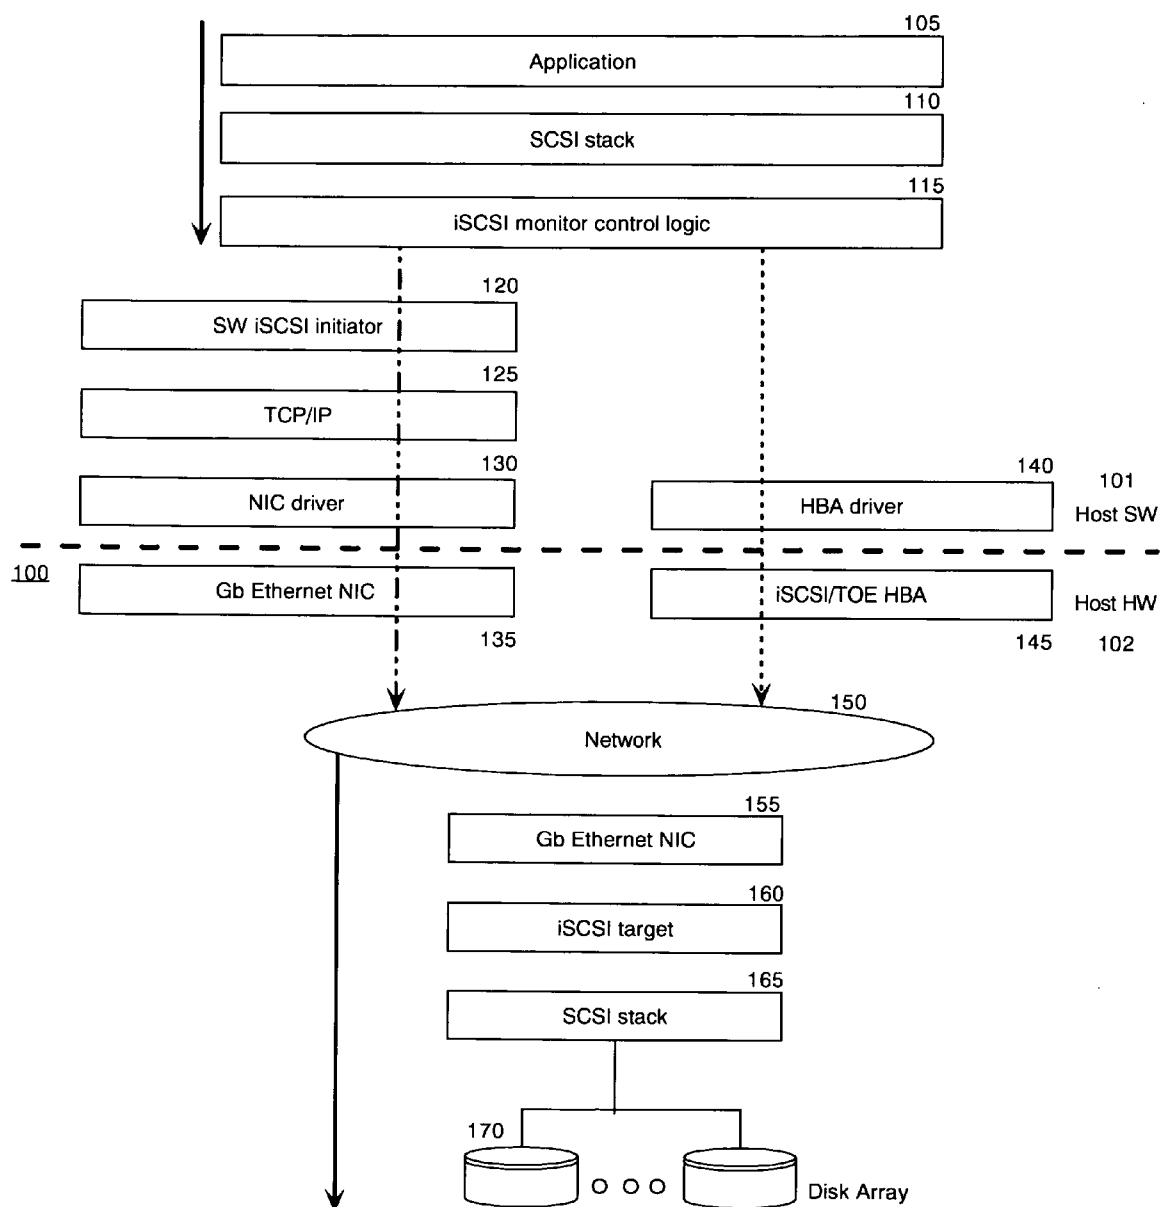 105
Application
110
SCSI stack
115
iSCSI monitor control logic
120
SW iSCSI initiator
125
TCP/IP
130
NIC driver
140
HBA driver
101
Host SW
100
Gb Ethernet NIC
135
iSCSI/TOE HBA
145
Host HW
102
150
Network
155
Gb Ethernet NIC
160
iSCSI target
165
SCSI stack
170
Disk Array